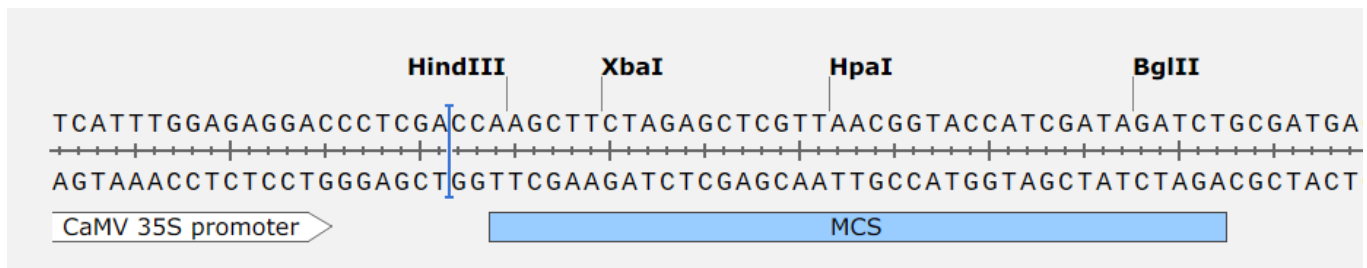 HindIII XbaI HpaI BglII
TCATTTGGAGAGGACCCTCGACCAAGCTTCTAGAGCTCGTTAACGGTACCATCGATAGATCTGCGATGA
AGTAAACCTCTCCTGGGAGCTGGTTCGAAGATCTCGAGCAATTGCCATGGTAGCTATCTAGACGCTACT
CaMV 35S promoter MCS